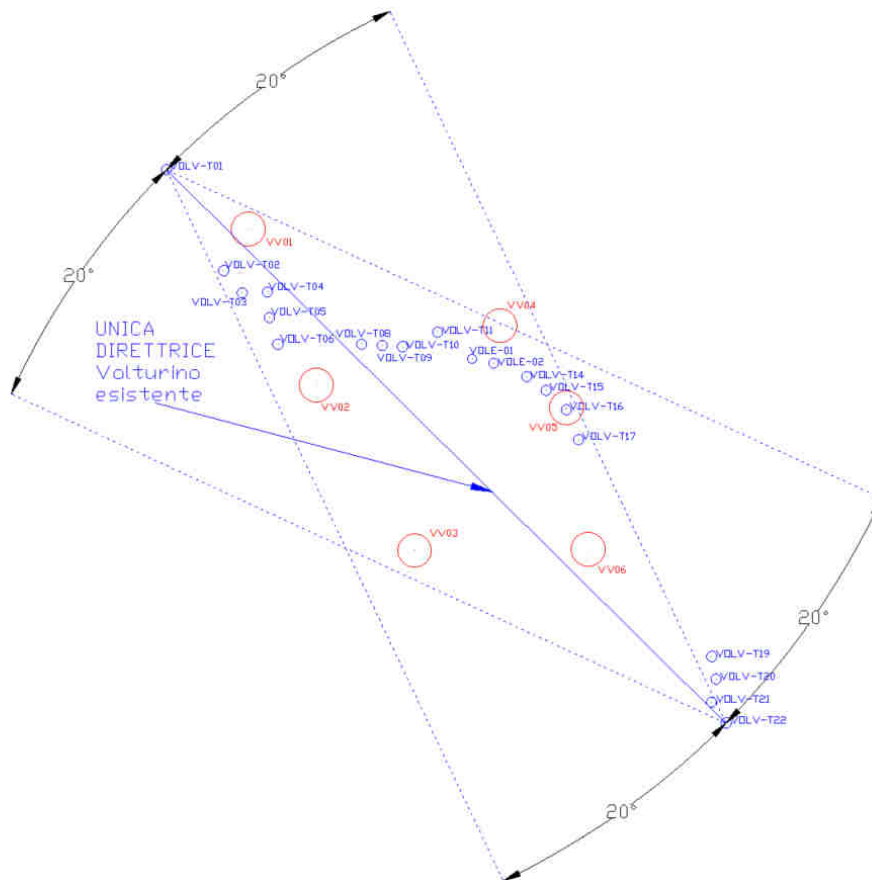 20°
VOLV-T01
20°
VV01
VOLV-T02
VOLV-T03
VOLV-T04
VOLV-T05
VV04
UNICA
DIRETTRICE
Volturino
esistente
VOLV-T06
VOLV-T08
VOLV-T09
VOLV-T10
VOLV-T11
VOLE-01
VOLE-02
VOLV-T14
VOLV-T15
VOLV-T16
VV02
VV05
VOLV-T17
VV03
VV06
20°
VOLV-T19
VOLV-T20
VOLV-T21
VOLV-T22
20°